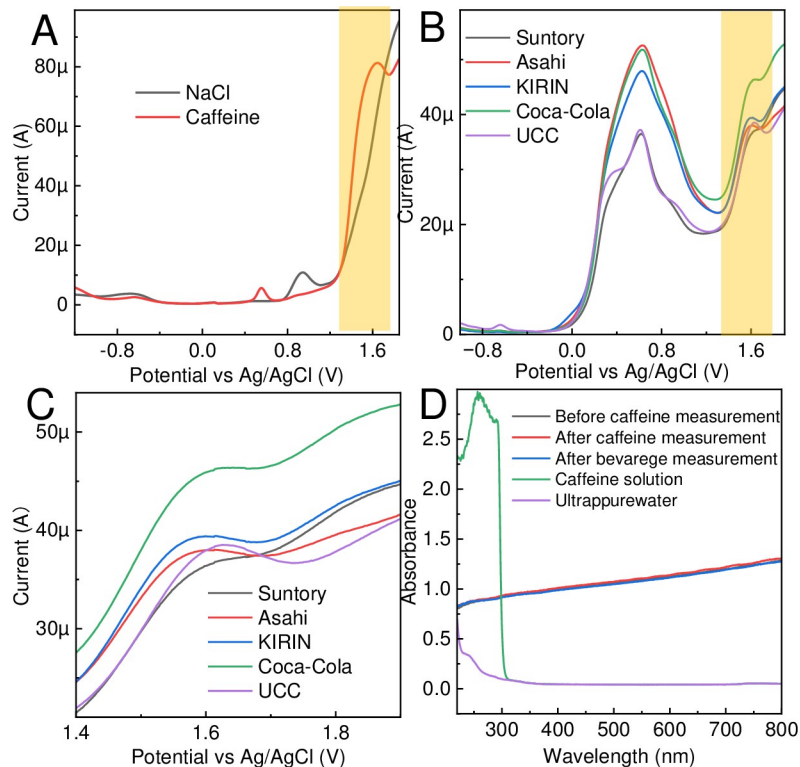 A
NaCl
Caffeine
80µ
60µ
40µ
20µ
0
Current (A)
-0.8
0.0
0.8
1.6
Potential vs Ag/AgCl (V)
B
Suntory
Asahi
KIRIN
Coca-Cola
UCC
40µ
20µ
0
Current (A)
−0.8
0.0
0.8
1.6
Potential vs Ag/AgCl (V)
C
50µ
40µ
30µ
Current (A)
Suntory
Asahi
KIRIN
Coca-Cola
UCC
1.4
1.6
1.8
Potential vs Ag/AgCl (V)
D
Before caffeine measurement
After caffeine measurement
After bevarege measurement
Caffeine solution
Ultrappurewater
2.5
2.0
1.5
1.0
0.5
0.0
Absorbance
300
400
500
600
700
800
Wavelength (nm)